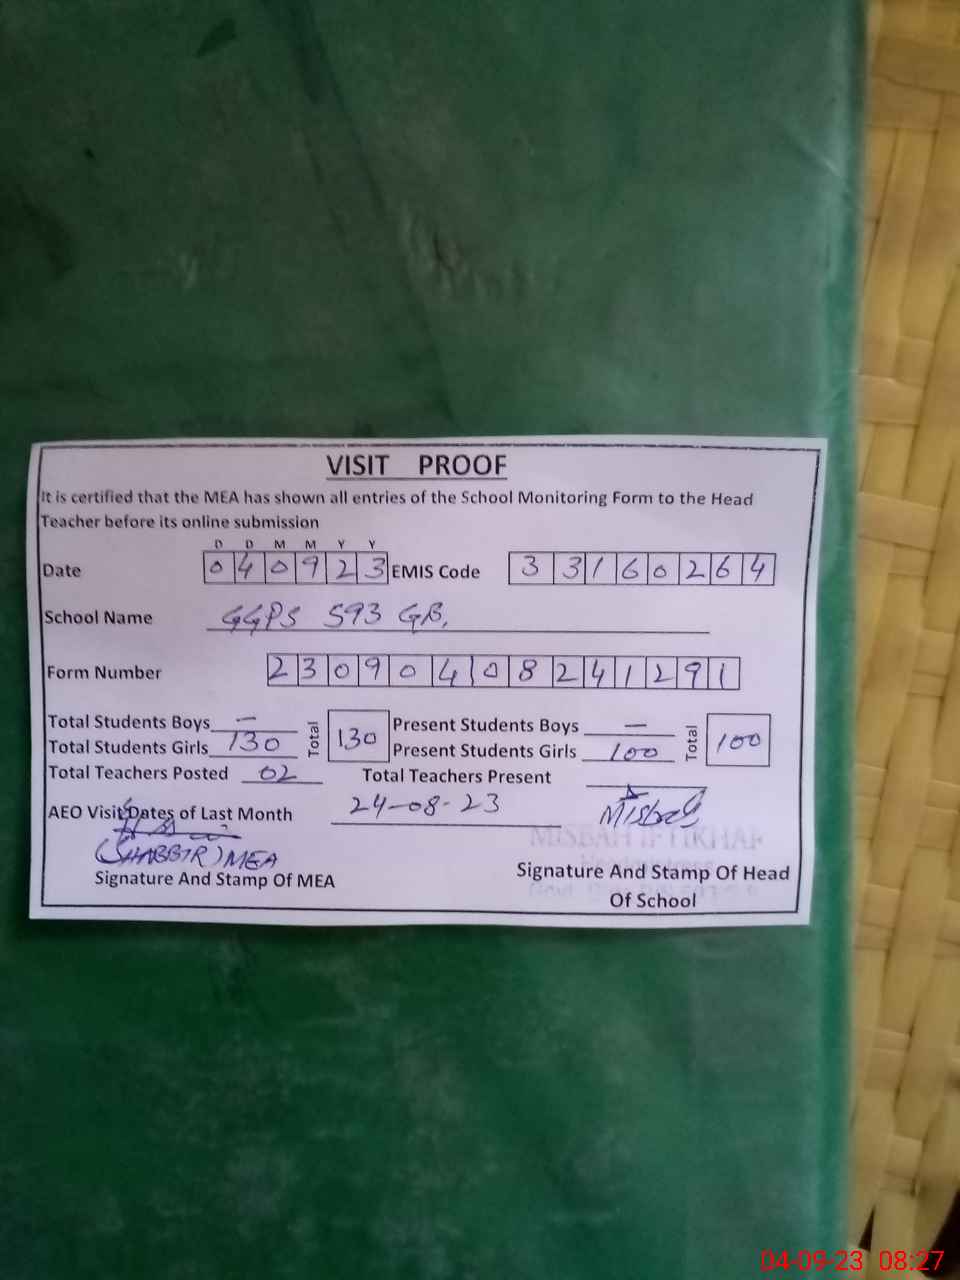 VISIT PROOF
It is certified that the MEA has shown all entries of the School Monitoring Form to the Head
Teacher before its online submission
D D M M Y Y
Date 0 4 0 9 2 3 EMIS Code 3 3 1 6 0 2 6 4
School Name GGPS 593 GB.
Form Number 2 3 0 9 0 4 0 8 2 4 1 2 9 1
Total Students Boys — Total 130 Present Students Boys — Total 100
Total Students Girls 130 Present Students Girls 100
Total Teachers Posted 02 Total Teachers Present
AEO Visit Dates of Last Month 24-08-23 Misbah
MISBAH IFTIKHAR
(SHABBIR) MEA
Signature And Stamp Of MEA Signature And Stamp Of Head
Of School
04-09-23 08:27